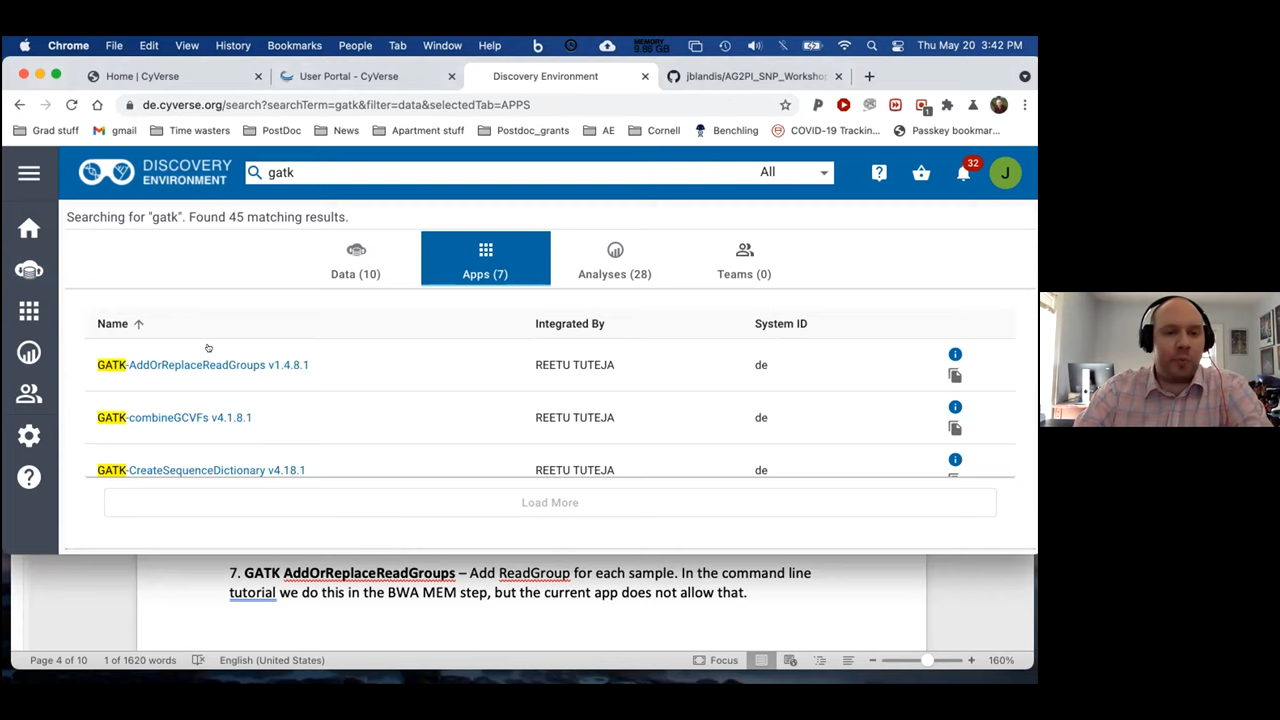 Chrome File Edit View History Bookmarks People Tab Window Help MEMORY 9.86 GB Thu May 20 3:42 PM
Home | CyVerse User Portal - CyVerse Discovery Environment jblandis/AG2PI_SNP_Workshop
de.cyverse.org/search?searchTerm=gatk&filter=data&selectedTab=APPS
Grad stuff gmail Time wasters PostDoc News Apartment stuff Postdoc_grants AE Cornell Benchling COVID-19 Trackin... Passkey bookmar...
DISCOVERY ENVIRONMENT gatk All 32 J
Searching for "gatk". Found 45 matching results.
Data (10) Apps (7) Analyses (28) Teams (0)
Name Integrated By System ID
GATK-AddOrReplaceReadGroups v1.4.8.1 REETU TUTEJA de
GATK-combineGCVFs v4.1.8.1 REETU TUTEJA de
GATK-CreateSequenceDictionary v4.18.1 REETU TUTEJA de
Load More
7. GATK AddOrReplaceReadGroups – Add ReadGroup for each sample. In the command line
tutorial we do this in the BWA MEM step, but the current app does not allow that.
Page 4 of 10 1 of 1620 words English (United States) Focus 160%